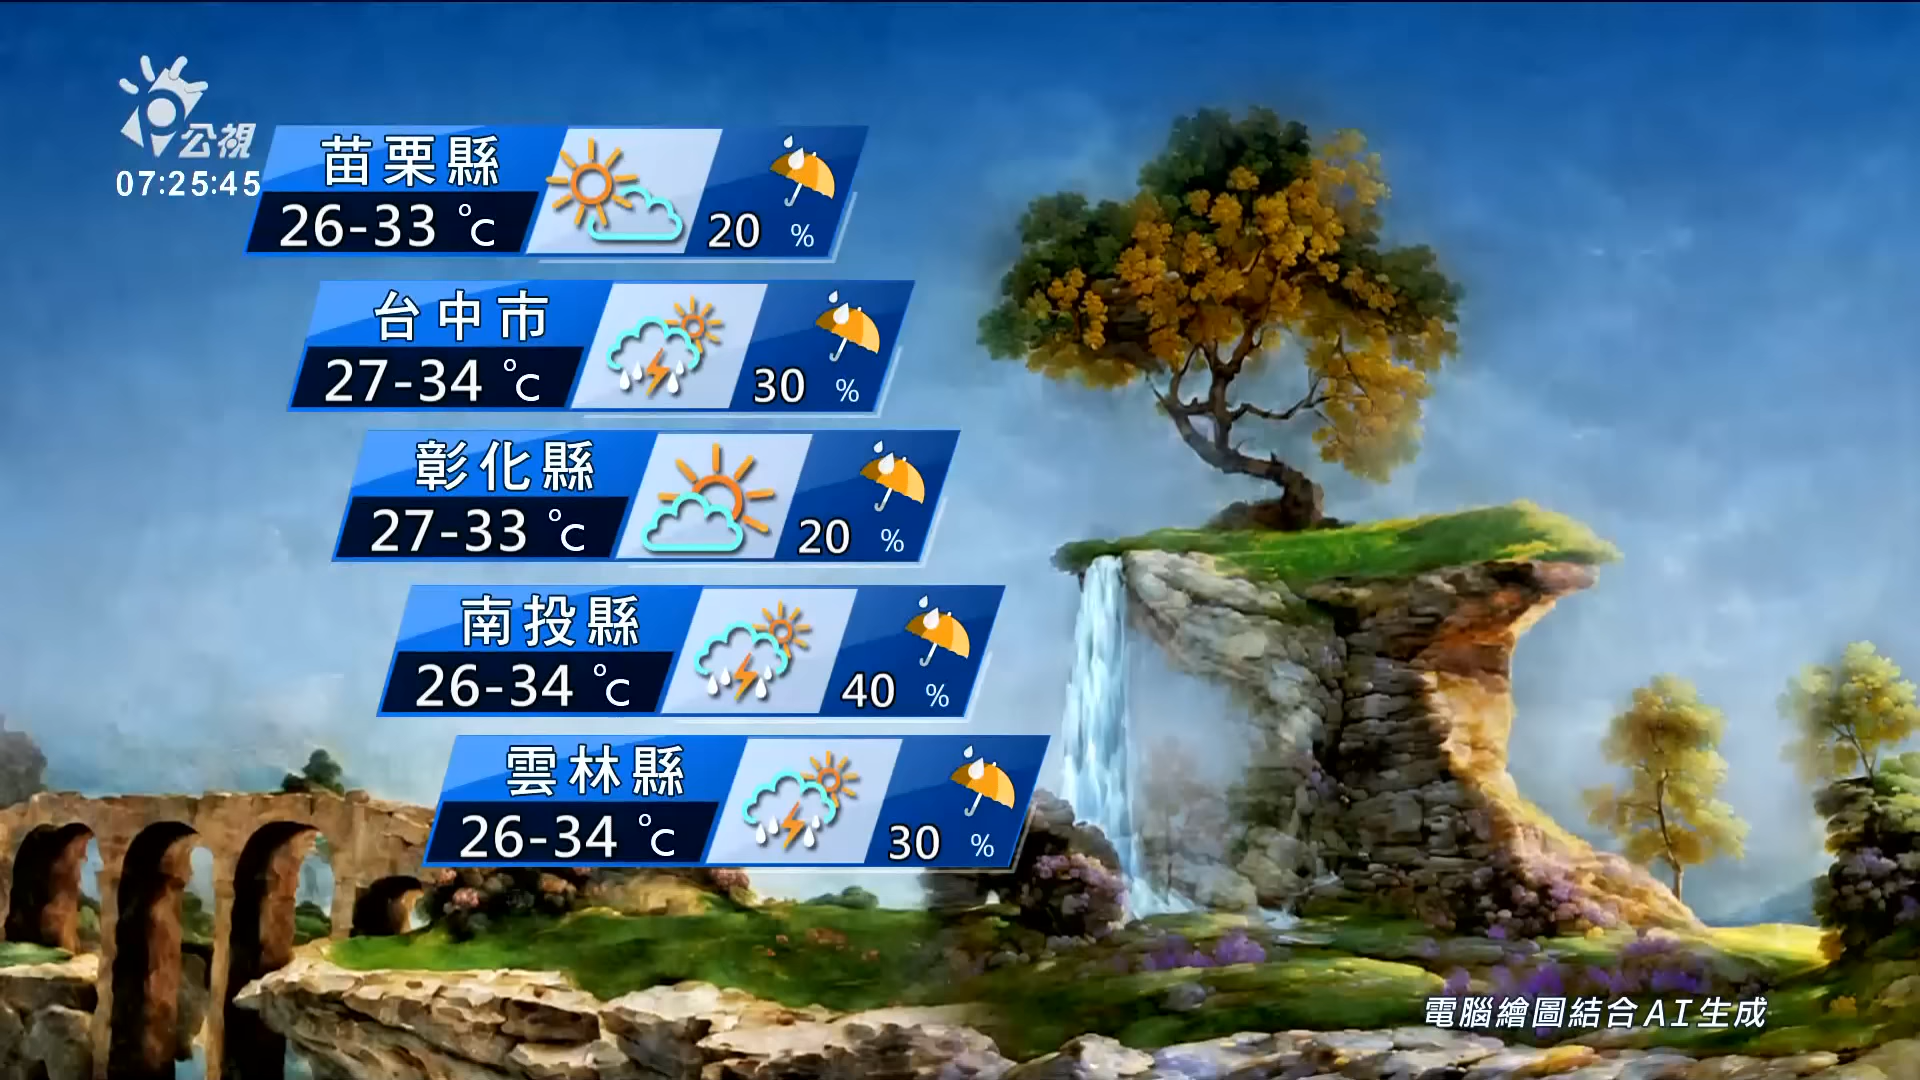 公視
07:25:45
苗栗縣
26-33 ℃
20 %
台中市
27-34 ℃
30 %
彰化縣
27-33 ℃
20 %
南投縣
26-34 ℃
40 %
雲林縣
26-34 ℃
30 %
電腦繪圖結合AI生成